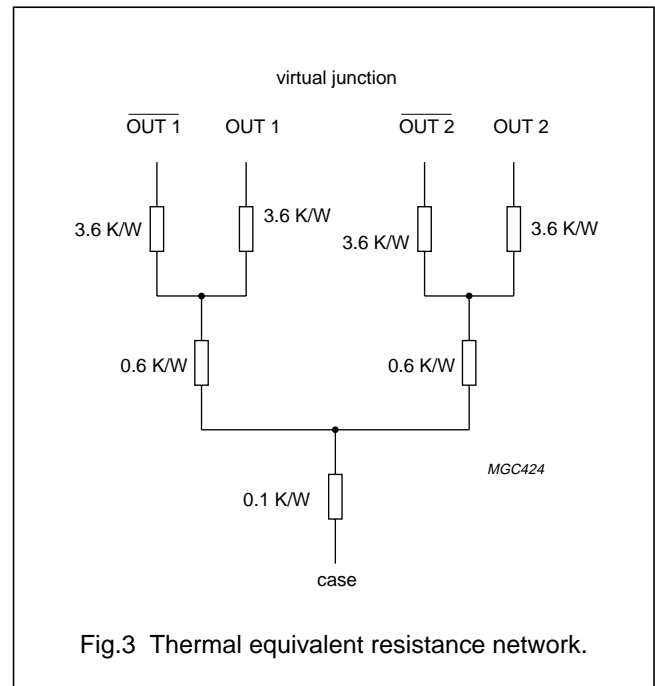 virtual junction
OUT 1 OUT 1 OUT 2 OUT 2
3.6 K/W 3.6 K/W 3.6 K/W 3.6 K/W
0.6 K/W 0.6 K/W
MGC424
0.1 K/W
case
Fig.3 Thermal equivalent resistance network.